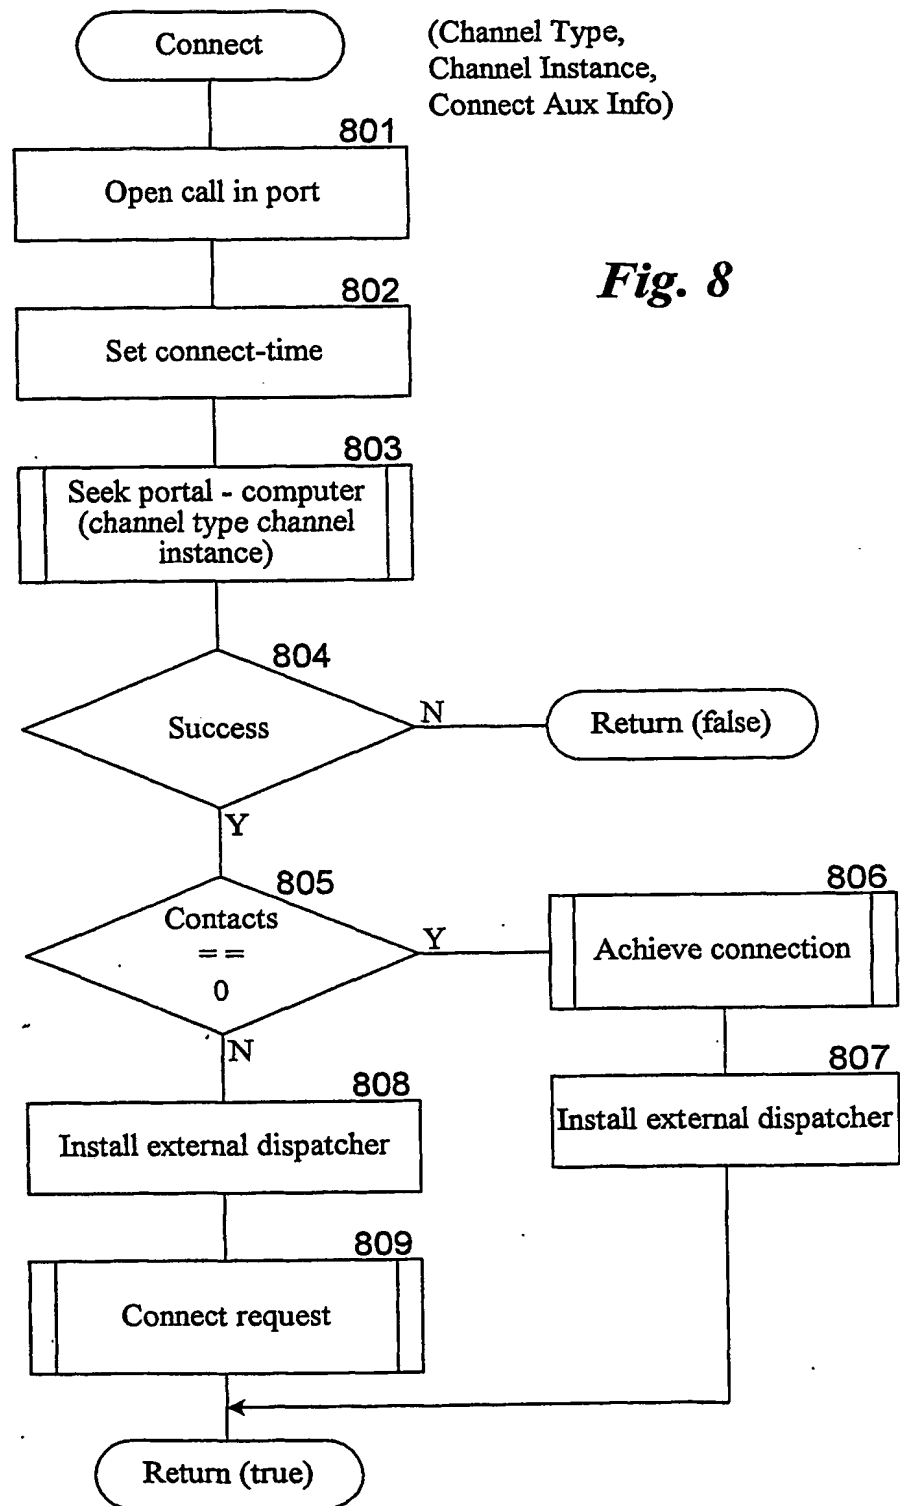 Connect
(Channel Type,
Channel Instance,
Connect Aux Info)
801
Open call in port
Fig. 8
802
Set connect-time
803
Seek portal - computer
(channel type channel
instance)
804
Success
N
Return (false)
Y
805
Contacts
= =
0
Y
806
Achieve connection
N
807
Install external dispatcher
808
Install external dispatcher
809
Connect request
Return (true)